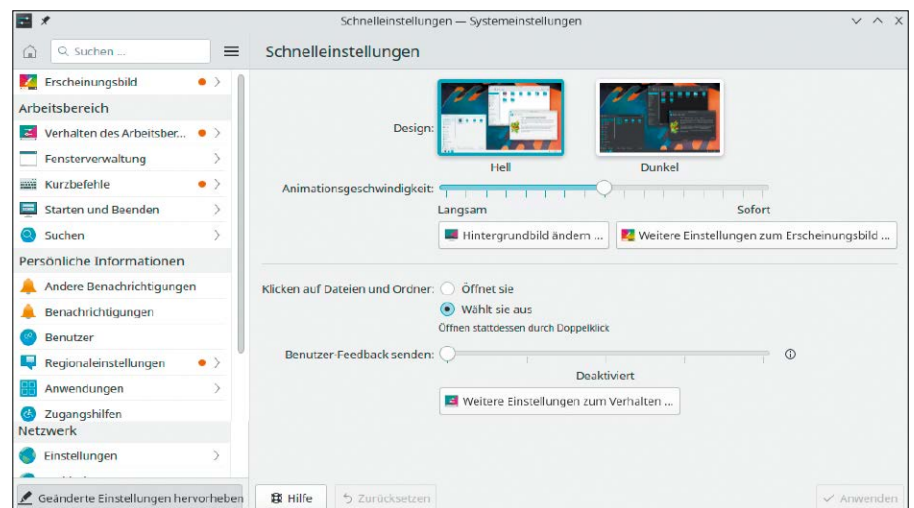 Schnelleinstellungen — Systemeinstellungen
Suchen ...
Schnelleinstellungen
Erscheinungsbild
Arbeitsbereich
Verhalten des Arbeitsber...
Fensterverwaltung
Kurzbefehle
Starten und Beenden
Suchen
Persönliche Informationen
Andere Benachrichtigungen
Benachrichtigungen
Benutzer
Regionaleinstellungen
Anwendungen
Zugangshilfen
Netzwerk
Einstellungen
Geänderte Einstellungen hervorheben
Design:
Hell
Dunkel
Animationsgeschwindigkeit:
Langsam
Sofort
Hintergrundbild ändern ...
Weitere Einstellungen zum Erscheinungsbild ...
Klicken auf Dateien und Ordner:
Öffnet sie
Wählt sie aus
Öffnen stattdessen durch Doppelklick
Benutzer-Feedback senden:
Deaktiviert
Weitere Einstellungen zum Verhalten ...
Hilfe
Zurücksetzen
Anwenden